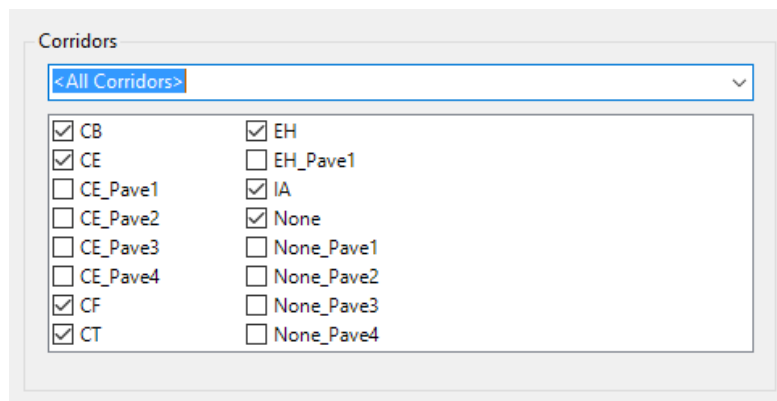 Corridors
<All Corridors>
CB
CE
CE_Pave1
CE_Pave2
CE_Pave3
CE_Pave4
CF
CT
EH
EH_Pave1
IA
None
None_Pave1
None_Pave2
None_Pave3
None_Pave4